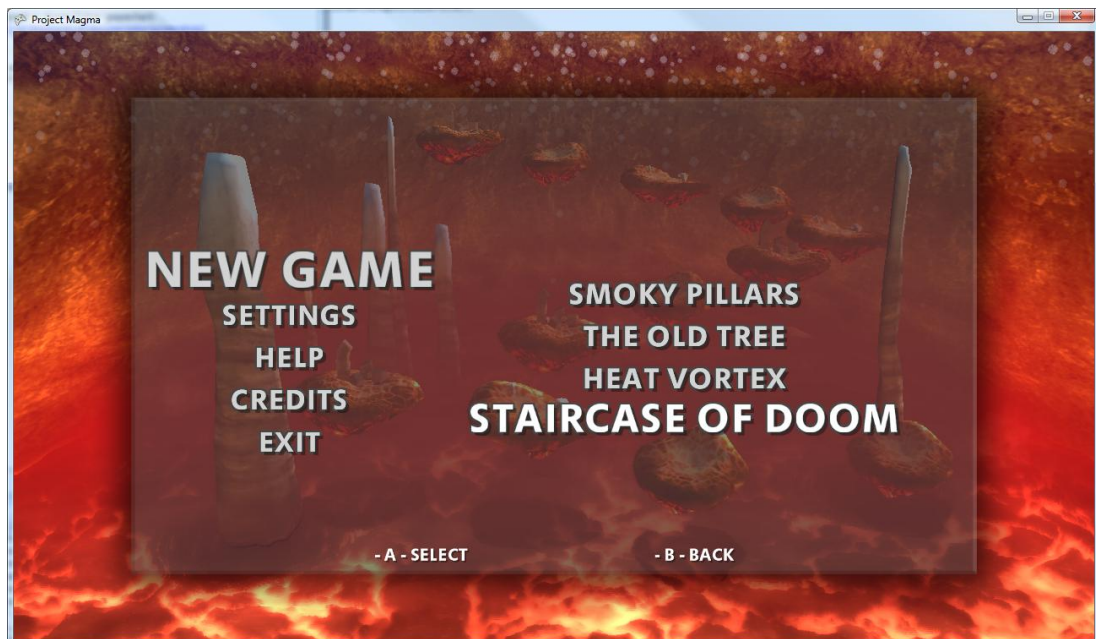 Project Magma
NEW GAME
SETTINGS
HELP
CREDITS
EXIT
SMOKY PILLARS
THE OLD TREE
HEAT VORTEX
STAIRCASE OF DOOM
- A - SELECT
- B - BACK